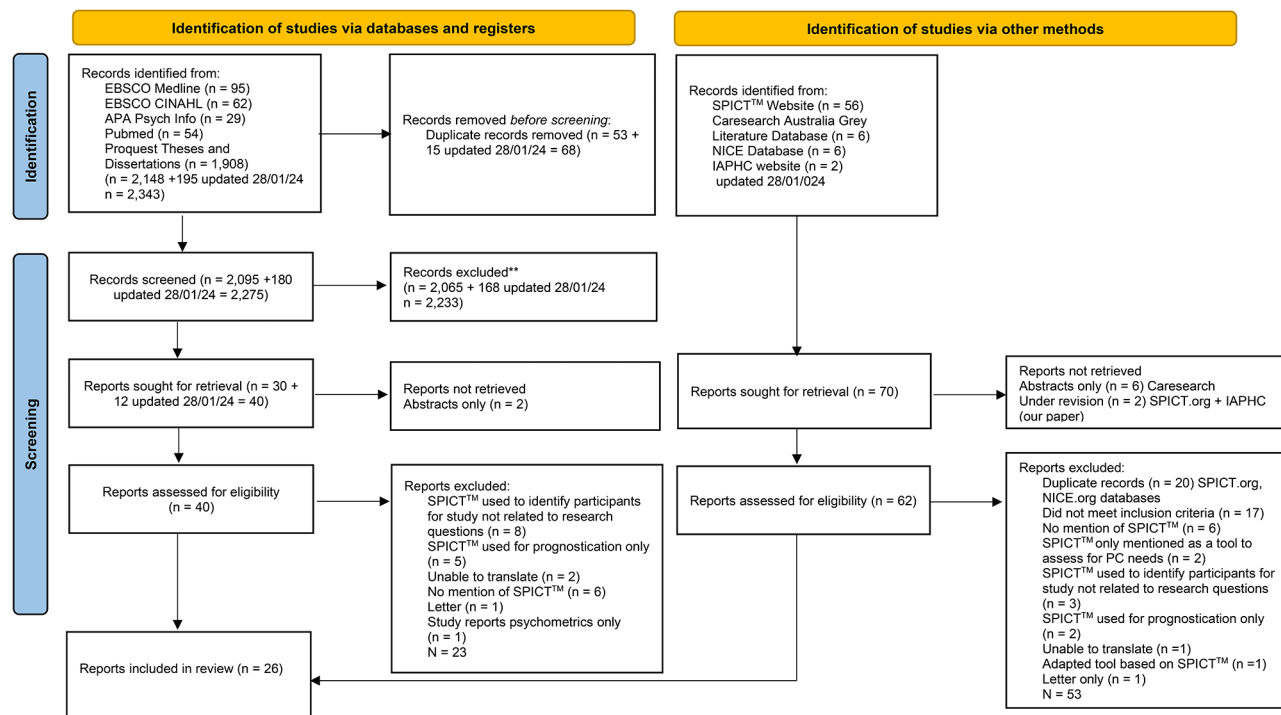 Identification of studies via databases and registers
Identification of studies via other methods
Identification
Records identified from:
EBSCO Medline (n = 95)
EBSCO CINAHL (n = 62)
APA Psych Info (n = 29)
Pubmed (n = 54)
Proquest Theses and
Dissertations (n = 1,908)
(n = 2,148 +195 updated 28/01/24
n = 2,343)
Records removed before screening:
Duplicate records removed (n = 53 +
15 updated 28/01/24 = 68)
Records identified from:
SPICT™ Website (n = 56)
Caresearch Australia Grey
Literature Database (n = 6)
NICE Database (n = 6)
IAPHC website (n = 2)
updated 28/01/024
Screening
Records screened (n = 2,095 +180
updated 28/01/24 = 2,275)
Records excluded**
(n = 2,065 + 168 updated 28/01/24
n = 2,233)
Reports sought for retrieval (n = 30 +
12 updated 28/01/24 = 40)
Reports not retrieved
Abstracts only (n = 2)
Reports sought for retrieval (n = 70)
Reports not retrieved
Abstracts only (n = 6) Caresearch
Under revision (n = 2) SPICT.org + IAPHC
(our paper)
Reports assessed for eligibility
(n = 40)
Reports excluded:
SPICT™ used to identify participants
for study not related to research
questions (n = 8)
SPICT™ used for prognostication only
(n = 5)
Unable to translate (n = 2)
No mention of SPICT™ (n = 6)
Letter (n = 1)
Study reports psychometrics only
(n = 1)
N = 23
Reports assessed for eligibility (n = 62)
Reports excluded:
Duplicate records (n = 20) SPICT.org,
NICE.org databases
Did not meet inclusion criteria (n = 17)
No mention of SPICT™ (n = 6)
SPICT™ only mentioned as a tool to
assess for PC needs (n = 2)
SPICT™ used to identify participants for
study not related to research questions
(n = 3)
SPICT™ used for prognostication only
(n = 2)
Unable to translate (n =1)
Adapted tool based on SPICT™ (n =1)
Letter only (n = 1)
N = 53
Reports included in review (n = 26)